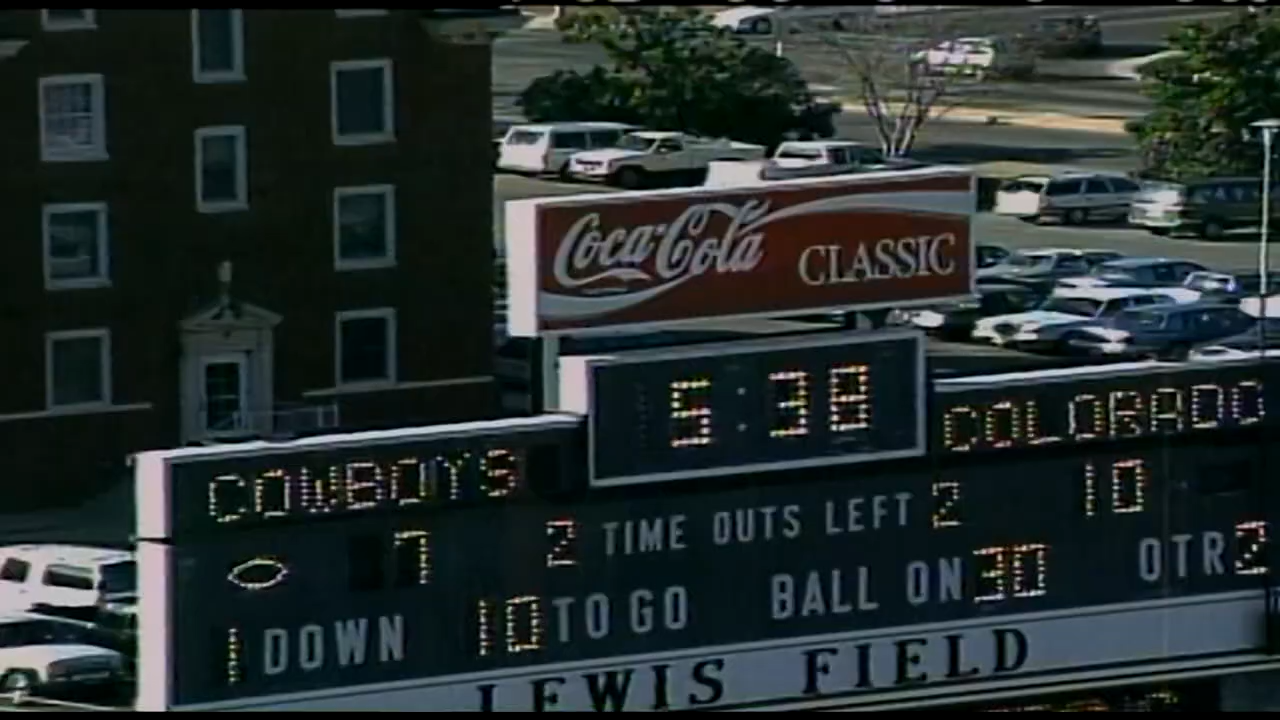 Coca-Cola CLASSIC
5:38
COWBOYS COLORADO
7 2 TIME OUTS LEFT 2 10
1 DOWN 10 TO GO BALL ON 30 QTR 2
LEWIS FIELD